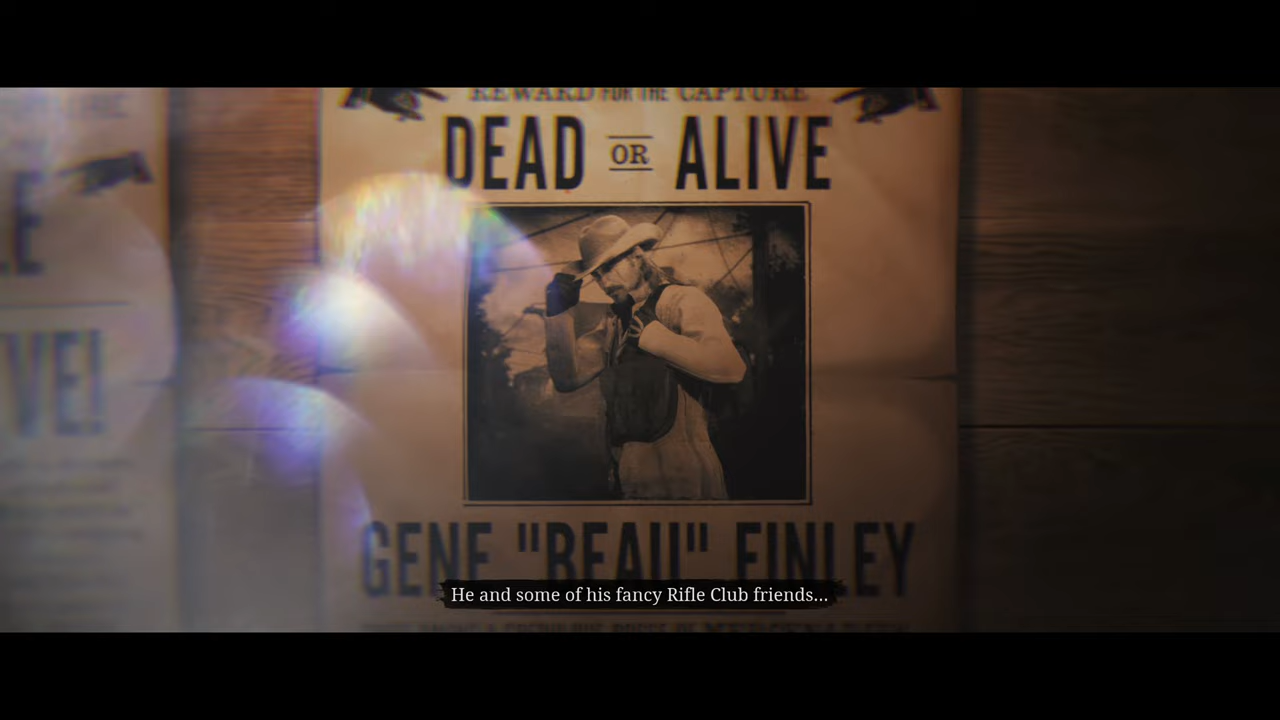 REWARD FOR THE CAPTURE
DEAD OR ALIVE
VE!
GENE "BEAU" FINLEY
He and some of his fancy Rifle Club friends...